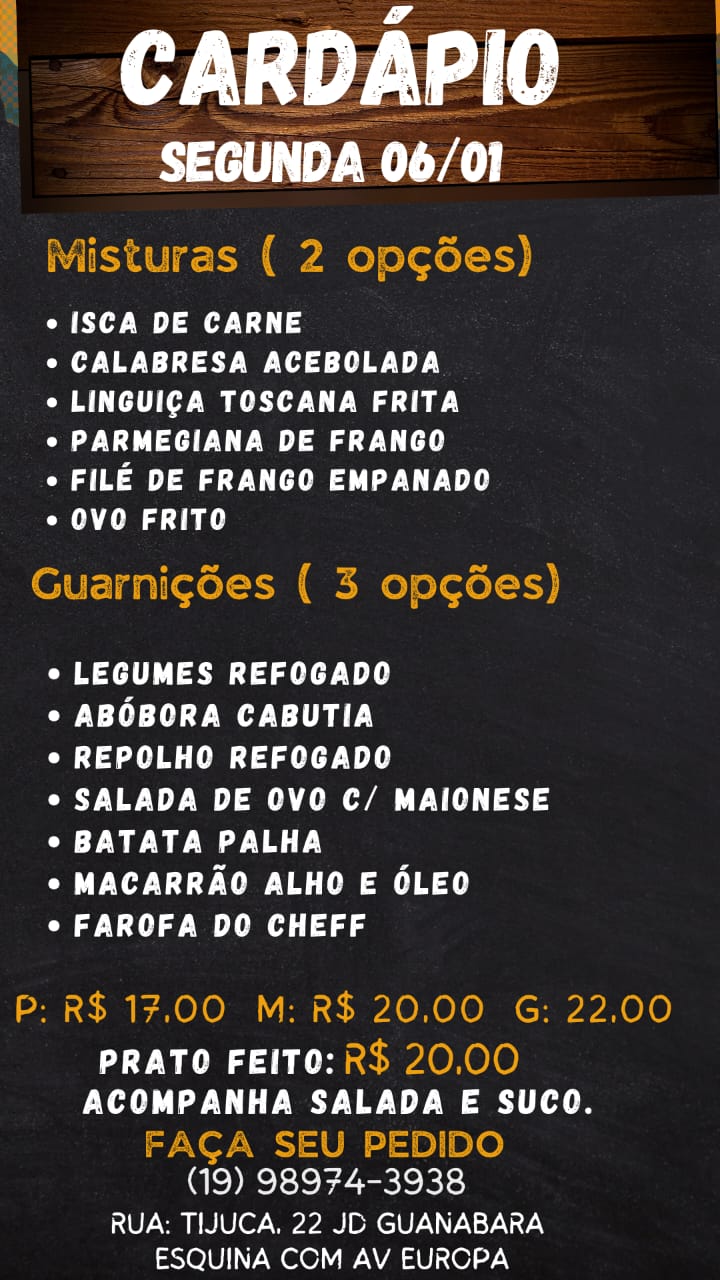 CARDÁPIO
SEGUNDA 06/01
Misturas ( 2 opções)
• ISCA DE CARNE
• CALABRESA ACEBOLADA
• LINGUIÇA TOSCANA FRITA
• PARMEGIANA DE FRANGO
• FILÉ DE FRANGO EMPANADO
• OVO FRITO
Guarnições ( 3 opções)
• LEGUMES REFOGADO
• ABÓBORA CABUTIA
• REPOLHO REFOGADO
• SALADA DE OVO C/ MAIONESE
• BATATA PALHA
• MACARRÃO ALHO E ÓLEO
• FAROFA DO CHEFF
P: R$ 17,00 M: R$ 20,00 G: 22,00
PRATO FEITO: R$ 20,00
ACOMPANHA SALADA E SUCO.
FAÇA SEU PEDIDO
(19) 98974-3938
RUA: TIJUCA, 22 JD GUANABARA
ESQUINA COM AV EUROPA